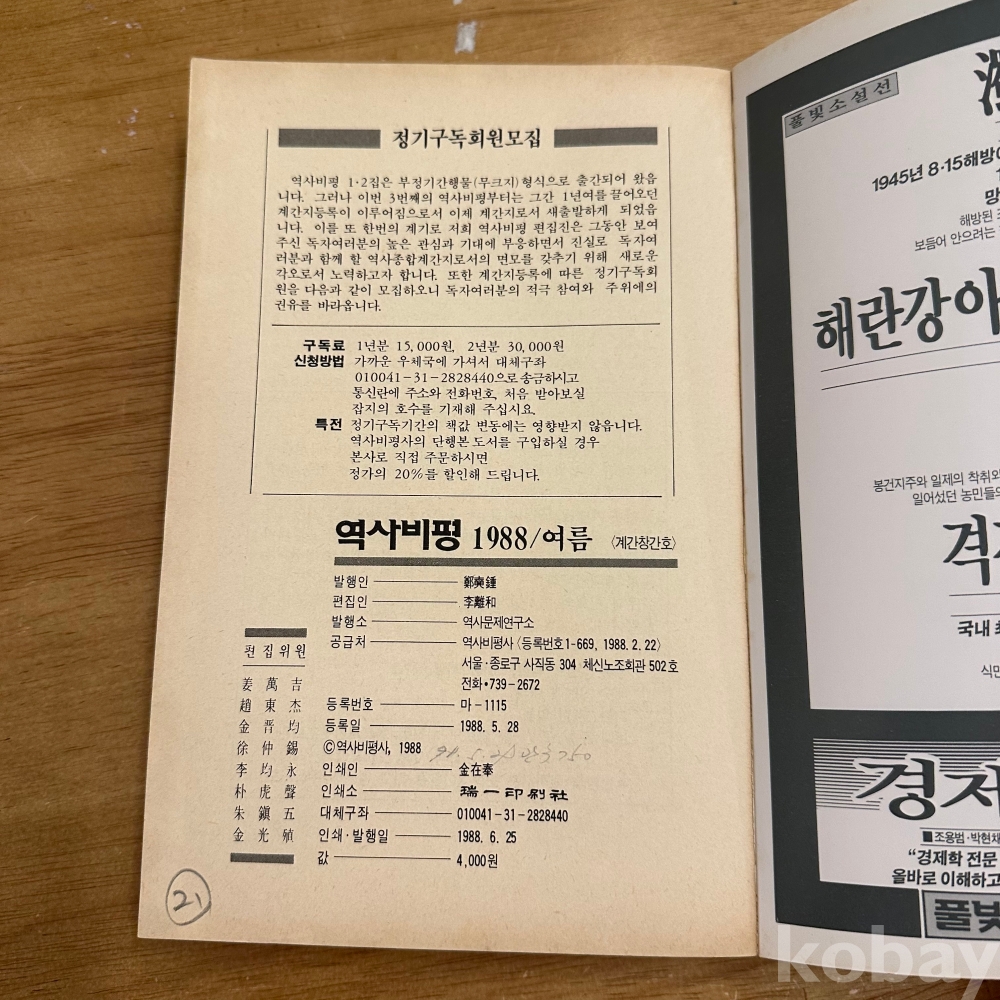 정기구독회원모집
역사비평 1·2집은 부정기간행물(무크지)형식으로 출간되어 왔읍
니다. 그러나 이번 3번째의 역사비평부터는 그간 1년여를 끌어오던
계간지등록이 이루어짐으로서 이제 계간지로서 새출발하게 되었읍
니다. 이를 또 한번의 계기로 저희 역사비평 편집진은 그동안 보여
주신 독자여러분의 높은 관심과 기대에 부응하면서 진실로 독자여
러분과 함께 할 역사종합계간지로서의 면모를 갖추기 위해 새로운
각오로서 노력하고자 합니다. 또한 계간지등록에 따른 정기구독회
원을 다음과 같이 모집하오니 독자여러분의 적극 참여와 주위에의
권유를 바라옵니다.
구독료 1년분 15,000원, 2년분 30,000원
신청방법 가까운 우체국에 가셔서 대체구좌
010041-31-2828440으로 송금하시고
통신란에 주소와 전화번호, 처음 받아보실
잡지의 호수를 기재해 주십시요.
특전 정기구독기간의 책값 변동에는 영향받지 않읍니다.
역사비평사의 단행본 도서를 구입하실 경우
본사로 직접 주문하시면
정가의 20%를 할인해 드립니다.
역사비평 1988/여름 〈계간창간호〉
발행인 鄭奭鍾
편집인 李離和
발행소 역사문제연구소
공급처 역사비평사 〈등록번호1-669, 1988. 2. 22〉
서울·종로구 사직동 304 체신노조회관 502호
전화•739-2672
등록번호 마-1115
등록일 1988. 5. 28
ⓒ역사비평사, 1988
인쇄인 金在奉
인쇄소 瑞一印刷社
대체구좌 010041-31-2828440
인쇄·발행일 1988. 6. 25
값 4,000원
편집위원
姜萬吉
趙東杰
金晋均
徐仲錫
李均永
朴虎聲
朱鎭五
金光殖
21
풀빛소설선
1945년 8·15해방
해방된
보듬어 안으려는
해란강아
봉건지주와 일제의 착취와
일어섰던 농민들의
국내
경제
■조용범·박현채
“경제학 전문
올바로 이해하고
풀빛
kobay